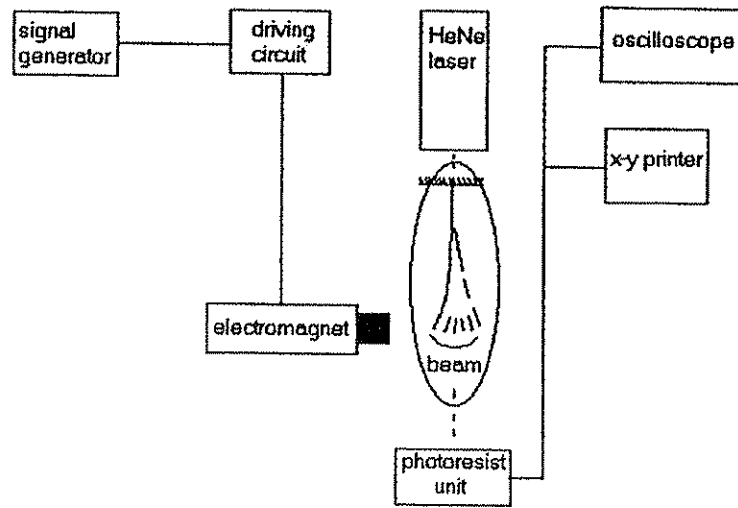 signal
generator
driving
circuit
HeNe
laser
oscilloscope
x-y printer
electromagnet
beam
photoresist
unit